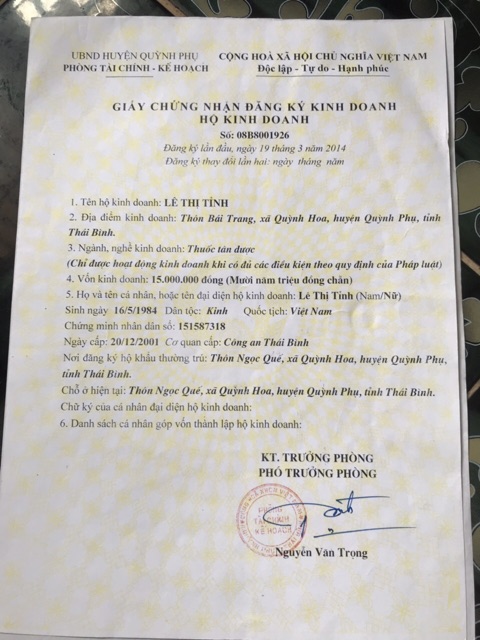 UBND HUYỆN QUỲNH PHỤ
PHÒNG TÀI CHÍNH - KẾ HOẠCH
CỘNG HOÀ XÃ HỘI CHỦ NGHĨA VIỆT NAM
Độc lập - Tự do - Hạnh phúc
GIẤY CHỨNG NHẬN ĐĂNG KÝ KINH DOANH
HỘ KINH DOANH
Số: 08B8001926
Đăng ký lần đầu, ngày 19 tháng 3 năm 2014
Đăng ký thay đổi lần hai: ngày tháng năm
1. Tên hộ kinh doanh: LÊ THỊ TÍNH
2. Địa điểm kinh doanh: Thôn Bái Trang, xã Quỳnh Hoa, huyện Quỳnh Phụ, tỉnh
Thái Bình.
3. Ngành, nghề kinh doanh: Thuốc tân dược
(Chỉ được hoạt động kinh doanh khi có đủ các điều kiện theo quy định của Pháp luật)
4. Vốn kinh doanh: 15.000.000 đồng (Mười năm triệu đồng chẵn)
5. Họ và tên cá nhân, hoặc tên đại diện hộ kinh doanh: Lê Thị Tính (Nam/Nữ)
Sinh ngày 16/5/1984 Dân tộc: Kinh Quốc tịch: Việt Nam
Chứng minh nhân dân số: 151587318
Ngày cấp: 20/12/2001 Cơ quan cấp: Công an Thái Bình
Nơi đăng ký hộ khẩu thường trú: Thôn Ngọc Quế, xã Quỳnh Hoa, huyện Quỳnh Phụ,
tỉnh Thái Bình.
Chỗ ở hiện tại: Thôn Ngọc Quế, xã Quỳnh Hoa, huyện Quỳnh Phụ, tỉnh Thái Bình.
Chữ ký của cá nhân đại diện hộ kinh doanh:
6. Danh sách cá nhân góp vốn thành lập hộ kinh doanh:
KT. TRƯỞNG PHÒNG
PHÓ TRƯỞNG PHÒNG
PHÒNG
TÀI CHÍNH
KẾ HOẠCH
Nguyễn Văn Trọng